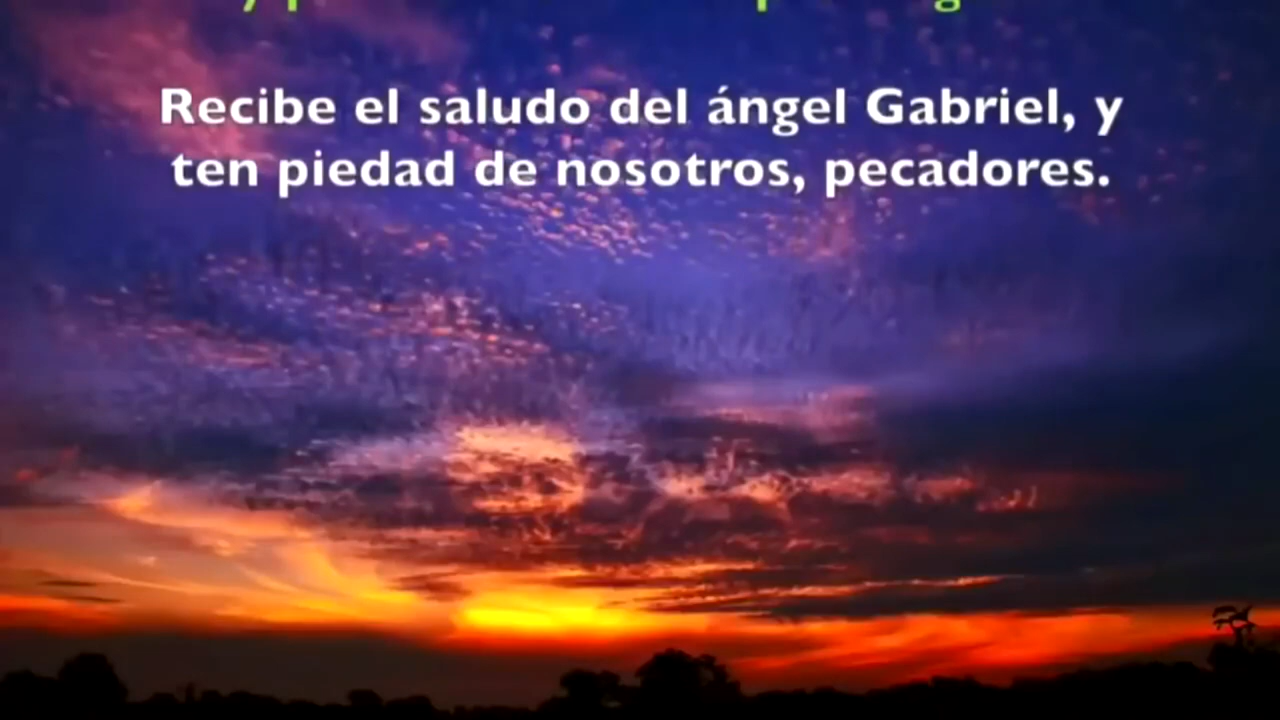 Recibe el saludo del ángel Gabriel, y
ten piedad de nosotros, pecadores.